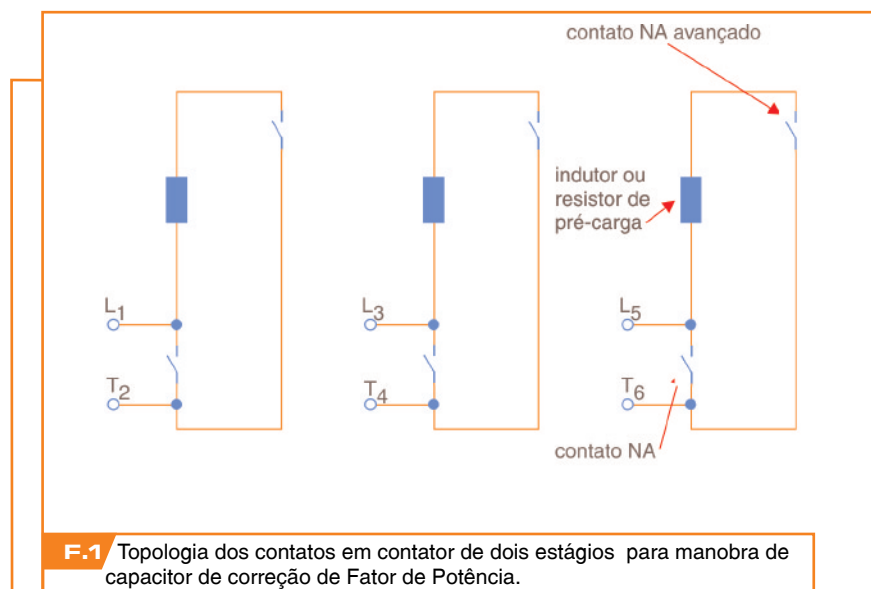 contato NA avançado
indutor ou
resistor de
pré-carga
L1
L3
L5
T2
T4
T6
contato NA
F.1 Topologia dos contatos em contator de dois estágios para manobra de
capacitor de correção de Fator de Potência.